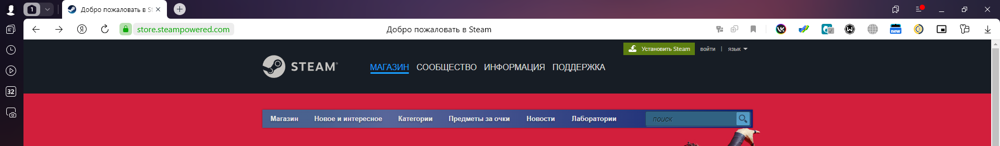 1
Добро пожаловать в St
Я
store.steampowered.com
Добро пожаловать в Steam
new
32
Установить Steam
войти
|
язык
STEAM®
МАГАЗИН СООБЩЕСТВО ИНФОРМАЦИЯ ПОДДЕРЖКА
Магазин Новое и интересное Категории Предметы за очки Новости Лаборатории
поиск